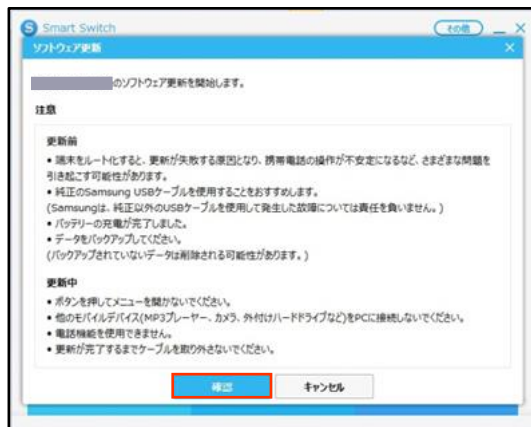 Smart Switch
その他
ソフトウェア更新
のソフトウェア更新を開始します。
注意
更新前
• 端末をルート化すると、更新が失敗する原因となり、携帯電話の操作が不安定になるなど、さまざまな問題を
引き起こす可能性があります。
• 純正のSamsung USBケーブルを使用することをおすすめします。
(Samsungは、純正以外のUSBケーブルを使用して発生した故障については責任を負いません。)
• バッテリーの充電が完了しました。
• データをバックアップしてください。
(バックアップされていないデータは削除される可能性があります。)
更新中
• ボタンを押してメニューを開かないでください。
• 他のモバイルデバイス(MP3プレーヤー、カメラ、外付けハードドライブなど)をPCに接続しないでください。
• 電話機能を使用できません。
• 更新が完了するまでケーブルを取り外さないでください。
確認
キャンセル